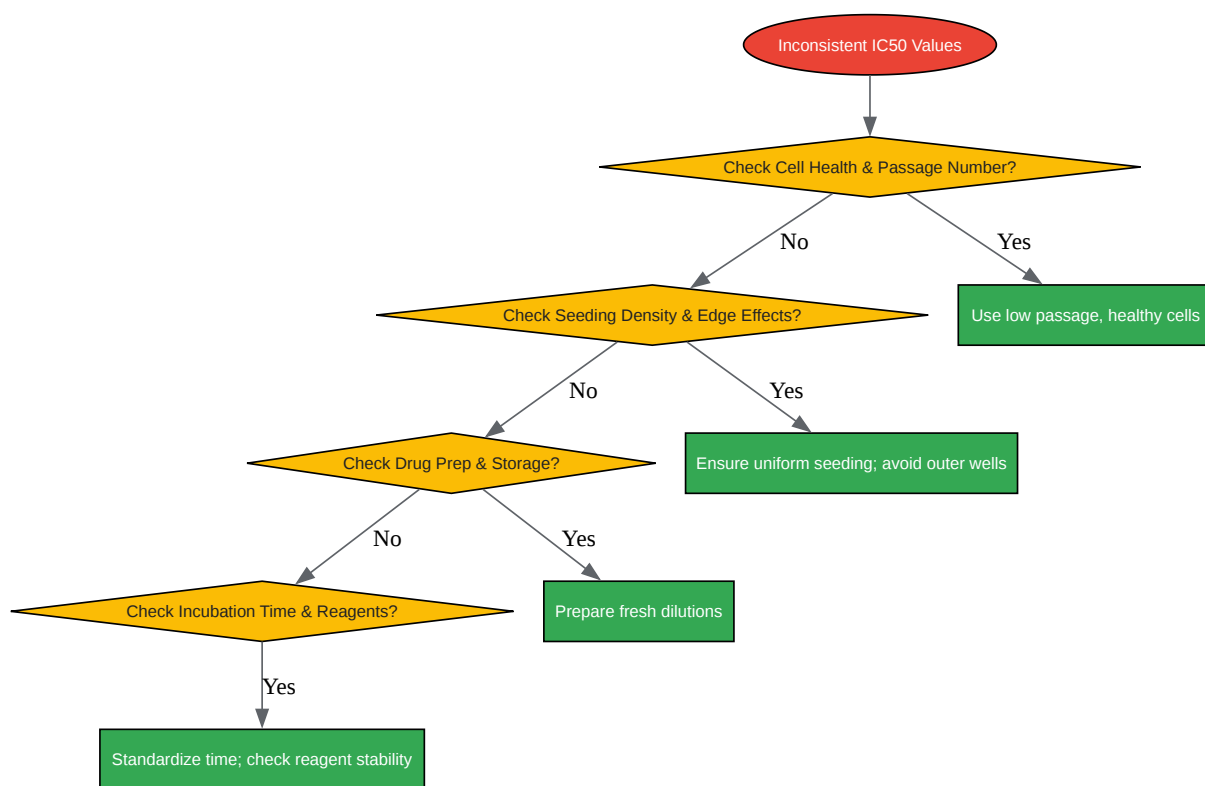 Inconsistent IC50 Values
Check Cell Health & Passage Number?
No
Yes
Check Seeding Density & Edge Effects?
Use low passage, healthy cells
No
Yes
Check Drug Prep & Storage?
Ensure uniform seeding; avoid outer wells
No
Yes
Check Incubation Time & Reagents?
Prepare fresh dilutions
Yes
Standardize time; check reagent stability